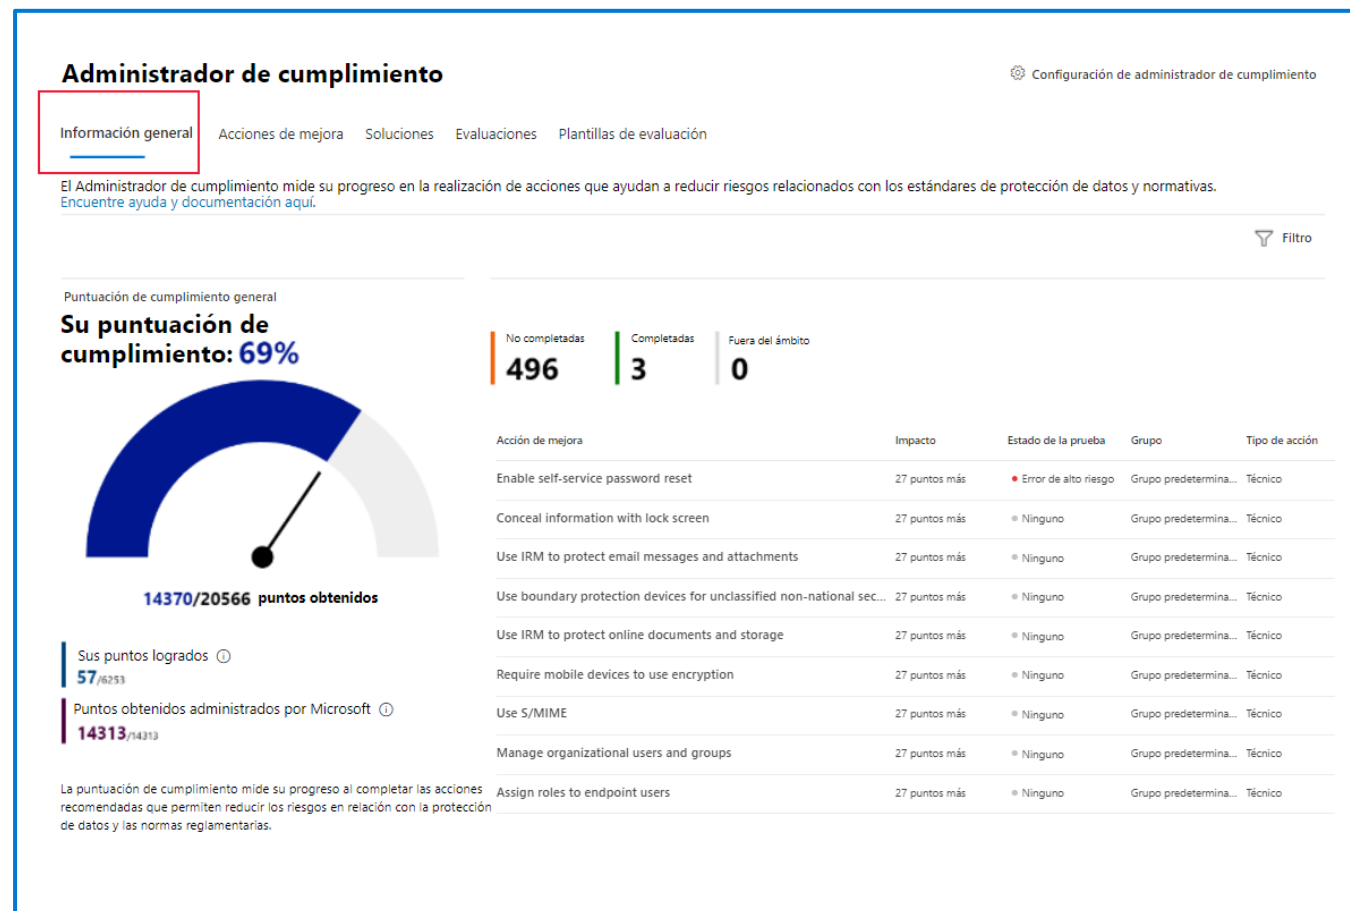 Administrador de cumplimiento
Configuración de administrador de cumplimiento
Información general Acciones de mejora Soluciones Evaluaciones Plantillas de evaluación
El Administrador de cumplimiento mide su progreso en la realización de acciones que ayudan a reducir riesgos relacionados con los estándares de protección de datos y normativas.
Encuentre ayuda y documentación aquí.
Filtro
Puntuación de cumplimiento general
Su puntuación de
cumplimiento: 69%
14370/20566 puntos obtenidos
Sus puntos logrados
57/6253
Puntos obtenidos administrados por Microsoft
14313/14313
La puntuación de cumplimiento mide su progreso al completar las acciones
recomendadas que permiten reducir los riesgos en relación con la protección
de datos y las normas reglamentarias.
No completadas Completadas Fuera del ámbito
496 3 0
Acción de mejora Impacto Estado de la prueba Grupo Tipo de acción
Enable self-service password reset 27 puntos más Error de alto riesgo Grupo predetermina... Técnico
Conceal information with lock screen 27 puntos más Ninguno Grupo predetermina... Técnico
Use IRM to protect email messages and attachments 27 puntos más Ninguno Grupo predetermina... Técnico
Use boundary protection devices for unclassified non-national sec... 27 puntos más Ninguno Grupo predetermina... Técnico
Use IRM to protect online documents and storage 27 puntos más Ninguno Grupo predetermina... Técnico
Require mobile devices to use encryption 27 puntos más Ninguno Grupo predetermina... Técnico
Use S/MIME 27 puntos más Ninguno Grupo predetermina... Técnico
Manage organizational users and groups 27 puntos más Ninguno Grupo predetermina... Técnico
Assign roles to endpoint users 27 puntos más Ninguno Grupo predetermina... Técnico